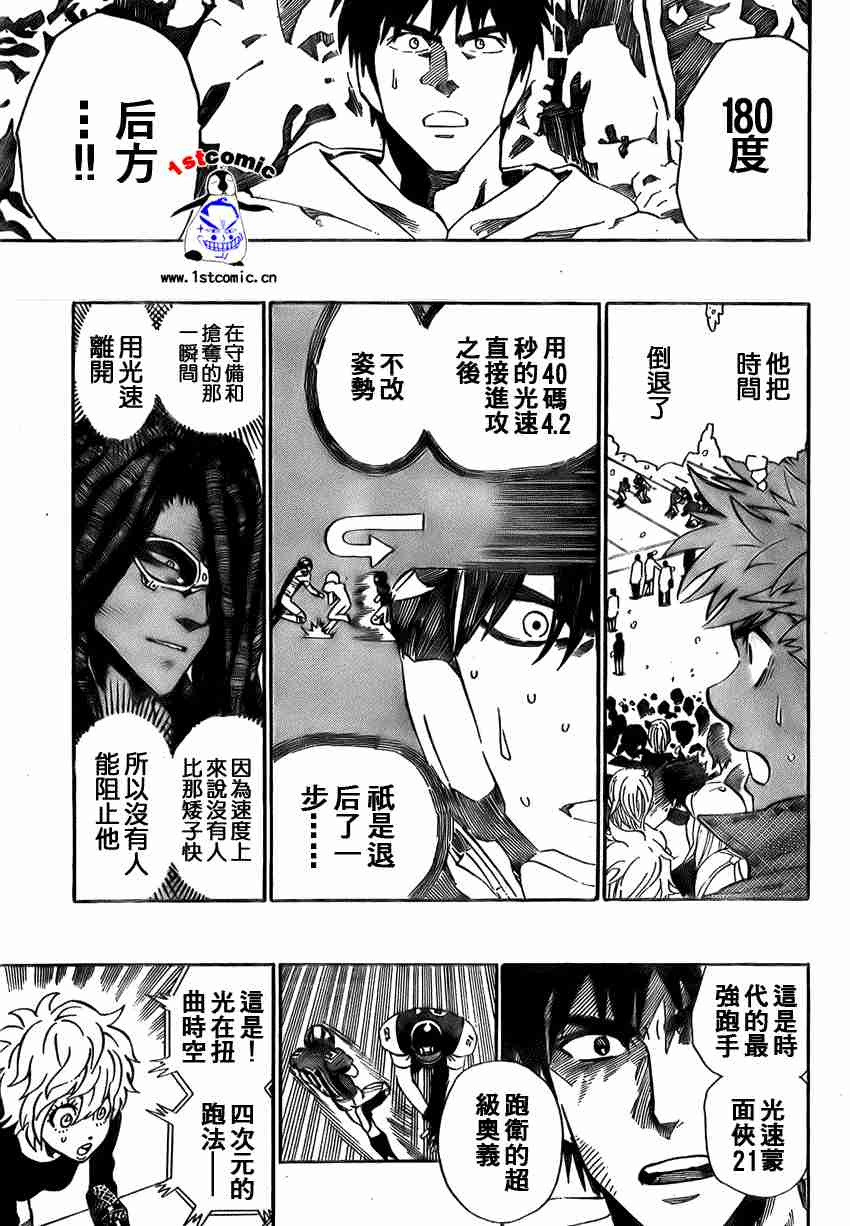 180
度
后方
……!!
1stcomic
www.1stcomic.cn
他把
時間
倒退了
用40碼4.2
秒的光速
直接進攻
之後
不改
姿勢
祇是退
后了一
步……
在守備和
搶奪的那
一瞬間
用光速
離開
因為速度上
來說沒有人
比那矮子快
所以沒有人
能阻止他
這是時
代的最
強跑手
光速蒙
面俠21
跑衛的超
級奧義
這是！
光在扭
曲時空
四次元的
跑法——